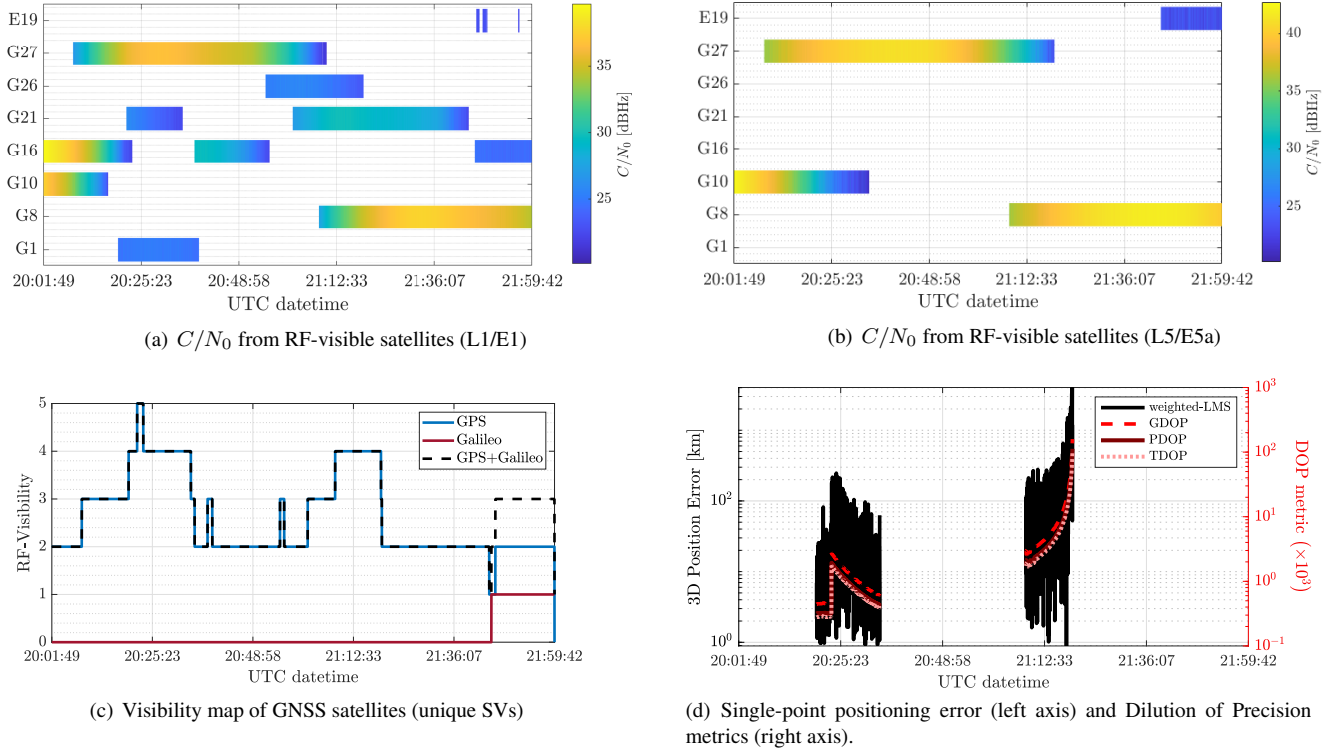 E19
G27
G26
G21
G16
G10
G8
G1
20:01:49 20:25:23 20:48:58 21:12:33 21:36:07 21:59:42
UTC datetime
35
30
25
C/N0 [dBHz]
(a) C/N0 from RF-visible satellites (L1/E1)
E19
G27
G26
G21
G16
G10
G8
G1
20:01:49 20:25:23 20:48:58 21:12:33 21:36:07 21:59:42
UTC datetime
40
35
30
25
C/N0 [dBHz]
(b) C/N0 from RF-visible satellites (L5/E5a)
5
4
3
2
1
0
RF-Visibility
GPS
Galileo
GPS+Galileo
20:01:49 20:25:23 20:48:58 21:12:33 21:36:07 21:59:42
UTC datetime
(c) Visibility map of GNSS satellites (unique SVs)
3D Position Error [km]
10^2
10^0
weighted-LMS
GDOP
PDOP
TDOP
10^3
10^2
10^1
10^0
10^-1
DOP metric (×10^3)
20:01:49 20:25:23 20:48:58 21:12:33 21:36:07 21:59:42
UTC datetime
(d) Single-point positioning error (left axis) and Dilution of Precision
metrics (right axis).